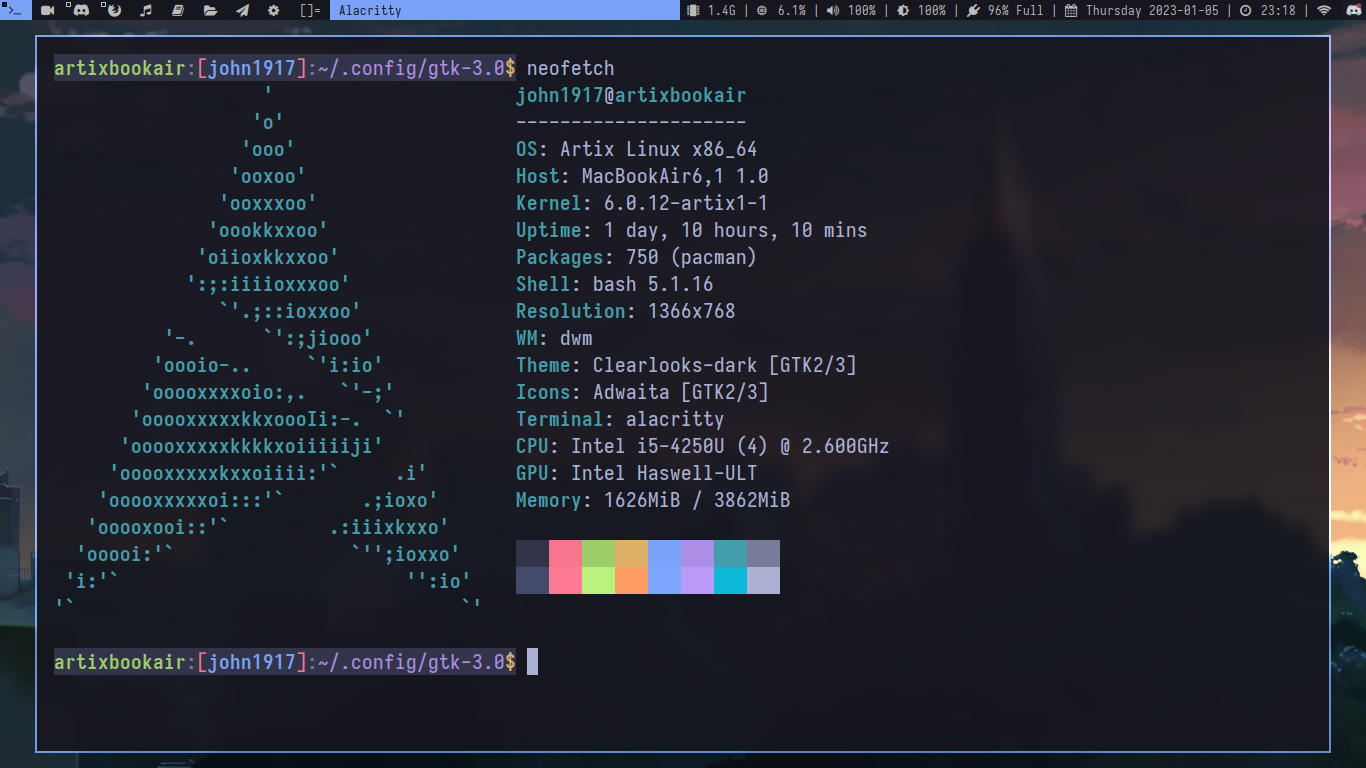 >_ []= Alacritty 1.4G | 6.1% | 100% | 100% | 96% Full | Thursday 2023-01-05 | 23:18 |
artixbookair:[john1917]:~/.config/gtk-3.0$ neofetch
' john1917@artixbookair
'o' ---------------------
'ooo' OS: Artix Linux x86_64
'ooxoo' Host: MacBookAir6,1 1.0
'ooxxxoo' Kernel: 6.0.12-artix1-1
'oookkxxoo' Uptime: 1 day, 10 hours, 10 mins
'oiioxkkxxoo' Packages: 750 (pacman)
':;:iiiioxxxoo' Shell: bash 5.1.16
`'.;::ioxxoo' Resolution: 1366x768
'-. `':;jiooo' WM: dwm
'oooio-.. `'i:io' Theme: Clearlooks-dark [GTK2/3]
'ooooxxxxoio:,. `'-;' Icons: Adwaita [GTK2/3]
'ooooxxxxxkkxoooIi:-. `' Terminal: alacritty
'ooooxxxxxkkkkxoiiiiiji' CPU: Intel i5-4250U (4) @ 2.600GHz
'ooooxxxxxkxxoiiii:'` .i' GPU: Intel Haswell-ULT
'ooooxxxxxoi:::'` .;ioxo' Memory: 1626MiB / 3862MiB
'ooooxooi::'` .:iiixkxxo'
'ooooi:'` `'';ioxxo'
'i:'` '':io'
'` `'
artixbookair:[john1917]:~/.config/gtk-3.0$